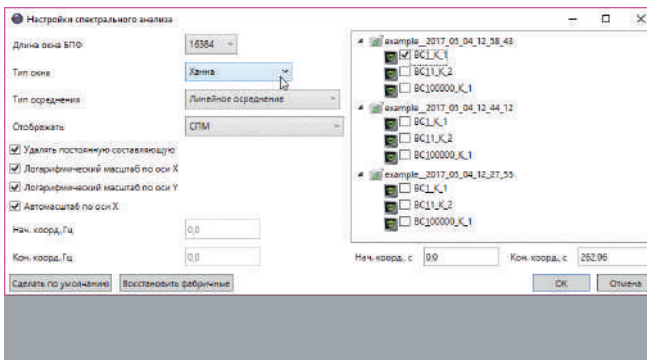 Настройки спектрального анализа
Длина окна БПФ
16384
Тип окна
Ханна
Тип осреднения
Линейное осреднение
Отображать
СПМ
Удалять постоянную составляющую
Логарифмический масштаб по оси X
Логарифмический масштаб по оси Y
Автомасштаб по оси X
Нач. коорд, Гц
0,0
Кон. коорд, Гц
0,0
Сделать по умолчанию
Восстановить фабричные
example_2017_05_04_12_58_43
BC1_K_1
BC11_K_2
BC100000_K_1
example_2017_05_04_12_44_12
BC1_K_1
BC11_K_2
BC100000_K_1
example_2017_05_04_12_27_55
BC1_K_1
BC11_K_2
BC100000_K_1
Нач. коорд., с
0.0
Кон. коорд., с
262.06
OK
Отмена